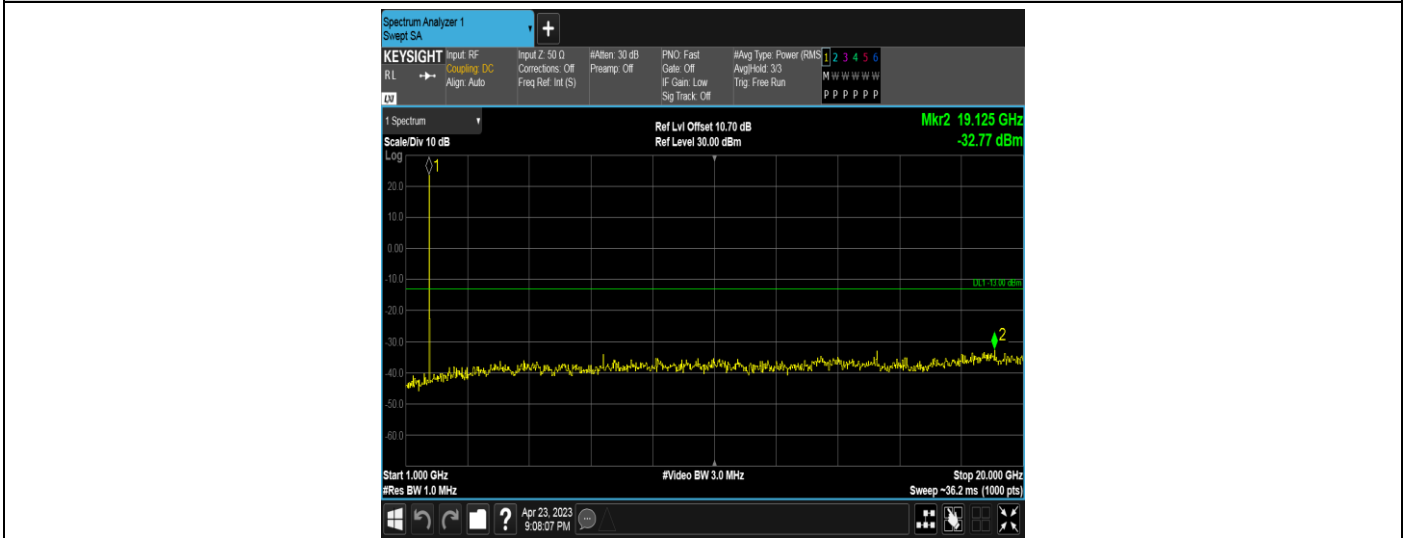 Spectrum Analyzer 1
Swept SA
+
KEYSIGHT
RL
LXI
Input: RF
Coupling: DC
Align: Auto
Input Z: 50 Ω
Corrections: Off
Freq Ref: Int (S)
#Atten: 30 dB
Preamp: Off
PNO: Fast
Gate: Off
IF Gain: Low
Sig Track: Off
#Avg Type: Power (RMS
Avg|Hold: 3/3
Trig: Free Run
1 2 3 4 5 6
M W W W W W
P P P P P P
1 Spectrum
Scale/Div 10 dB
Ref Lvl Offset 10.70 dB
Ref Level 30.00 dBm
Mkr2 19.125 GHz
-32.77 dBm
Log
1
20.0
10.0
0.00
-10.0
DL1 -13.00 dBm
-20.0
-30.0
2
-40.0
-50.0
-60.0
Start 1.000 GHz
#Video BW 3.0 MHz
Stop 20.000 GHz
#Res BW 1.0 MHz
Sweep ~36.2 ms (1000 pts)
?
Apr 23, 2023
9:08:07 PM